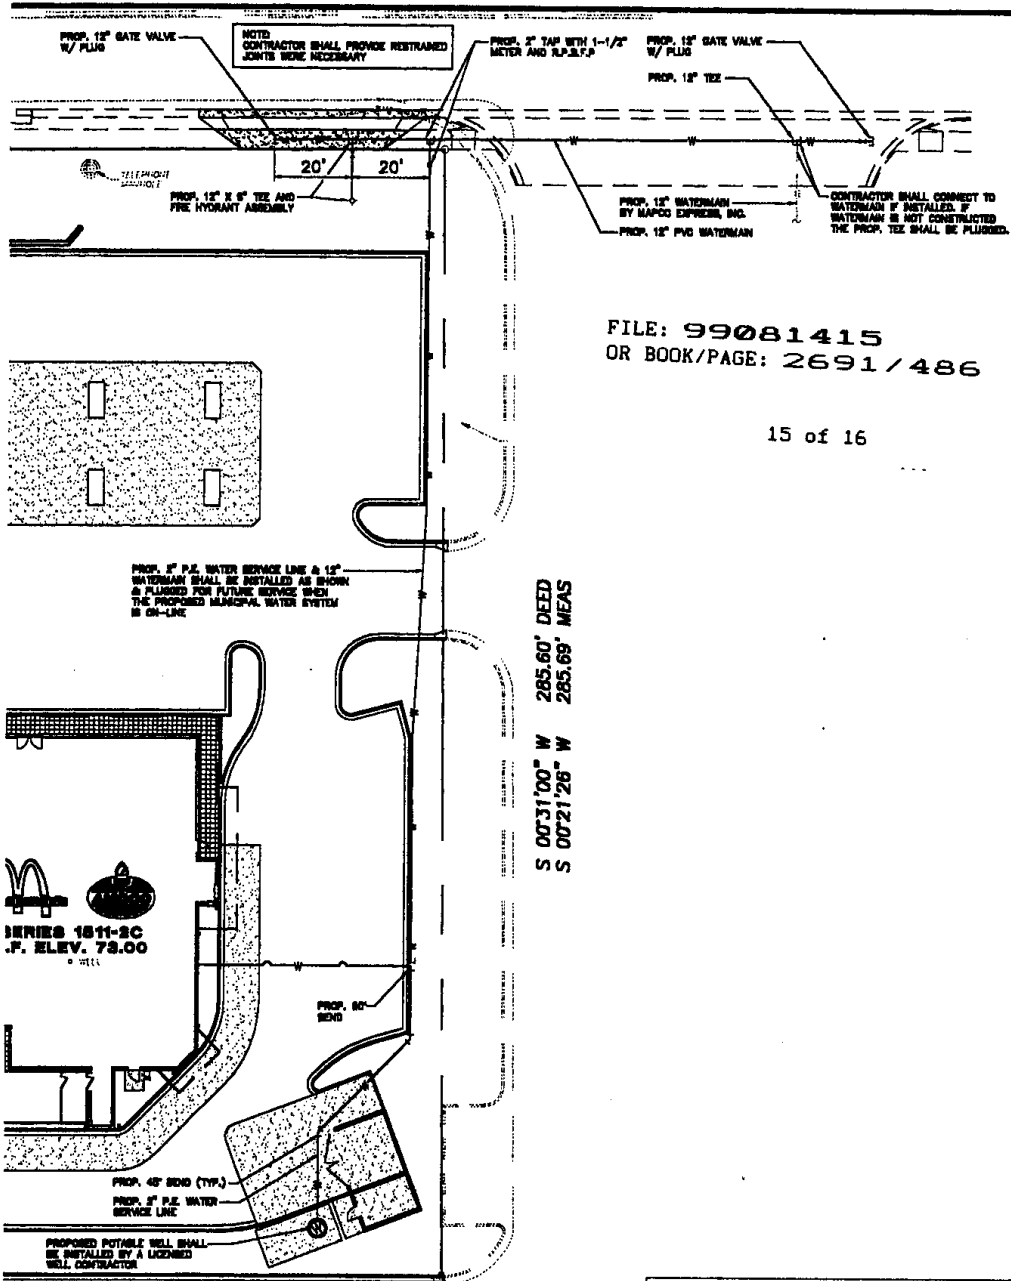 PROP. 12" GATE VALVE
W/ PLUG
NOTE:
CONTRACTOR SHALL PROVIDE RESTRAINED
JOINTS WERE NECESSARY
PROP. 2" TAP WITH 1-1/2"
METER AND R.P.B.F.P
PROP. 12" GATE VALVE
W/ PLUG
PROP. 12" TEE
20'
20'
TELEPHONE
MANHOLE
PROP. 12" X 6" TEE AND
FIRE HYDRANT ASSEMBLY
PROP. 12" WATERMAIN
BY MAPCO EXPRESS, INC.
PROP. 12" PVC WATERMAIN
CONTRACTOR SHALL CONNECT TO
WATERMAIN IF INSTALLED. IF
WATERMAIN IS NOT CONSTRUCTED
THE PROP. TEE SHALL BE PLUGGED.
FILE: 99081415
OR BOOK/PAGE: 2691/486
15 of 16
PROP. 2" P.E. WATER SERVICE LINE & 12"
WATERMAIN SHALL BE INSTALLED AS SHOWN
& PLUGGED FOR FUTURE SERVICE WHEN
THE PROPOSED MUNICIPAL WATER SYSTEM
IS ON-LINE
S 00°31'00" W 285.60' DEED
S 00°21'26" W 285.69' MEAS
SERIES 1511-2C
.F. ELEV. 73.00
WELL
W
PROP. 90°
BEND
PROP. 45° BEND (TYP.)
PROP. 2" P.E. WATER
SERVICE LINE
W
PROPOSED POTABLE WELL SHALL
BE INSTALLED BY A LICENSED
WELL CONTRACTOR